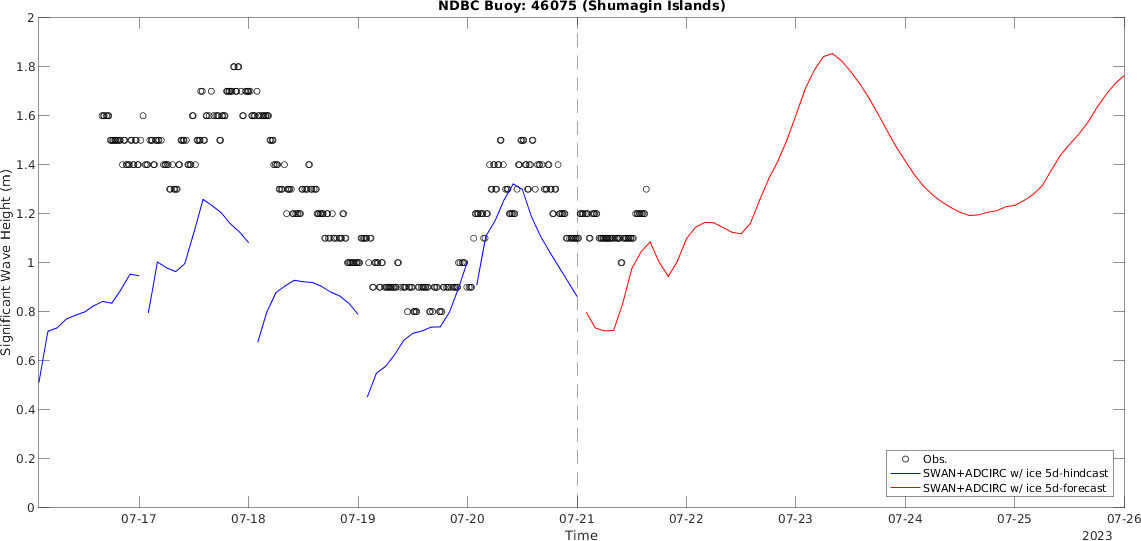 NDBC Buoy: 46075 (Shumagin Islands)
Significant Wave Height (m)
2
1.8
1.6
1.4
1.2
1
0.8
0.6
0.4
0.2
0
Obs.
SWAN+ADCIRC w/ ice 5d-hindcast
SWAN+ADCIRC w/ ice 5d-forecast
07-17 07-18 07-19 07-20 07-21 07-22 07-23 07-24 07-25 07-26
Time
2023